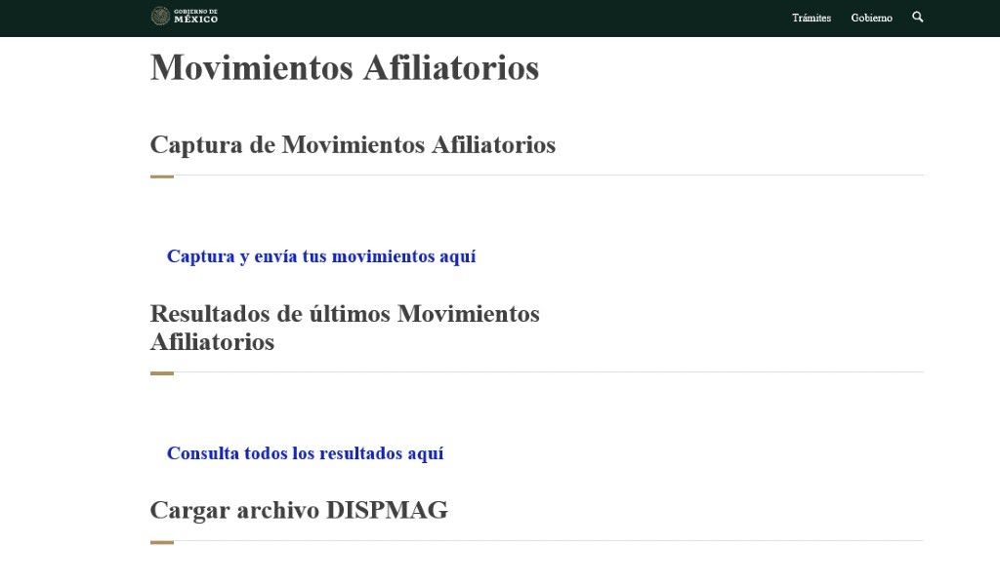 GOBIERNO DE
MÉXICO
Trámites Gobierno
Movimientos Afiliatorios
Captura de Movimientos Afiliatorios
Captura y envía tus movimientos aquí
Resultados de últimos Movimientos
Afiliatorios
Consulta todos los resultados aquí
Cargar archivo DISPMAG